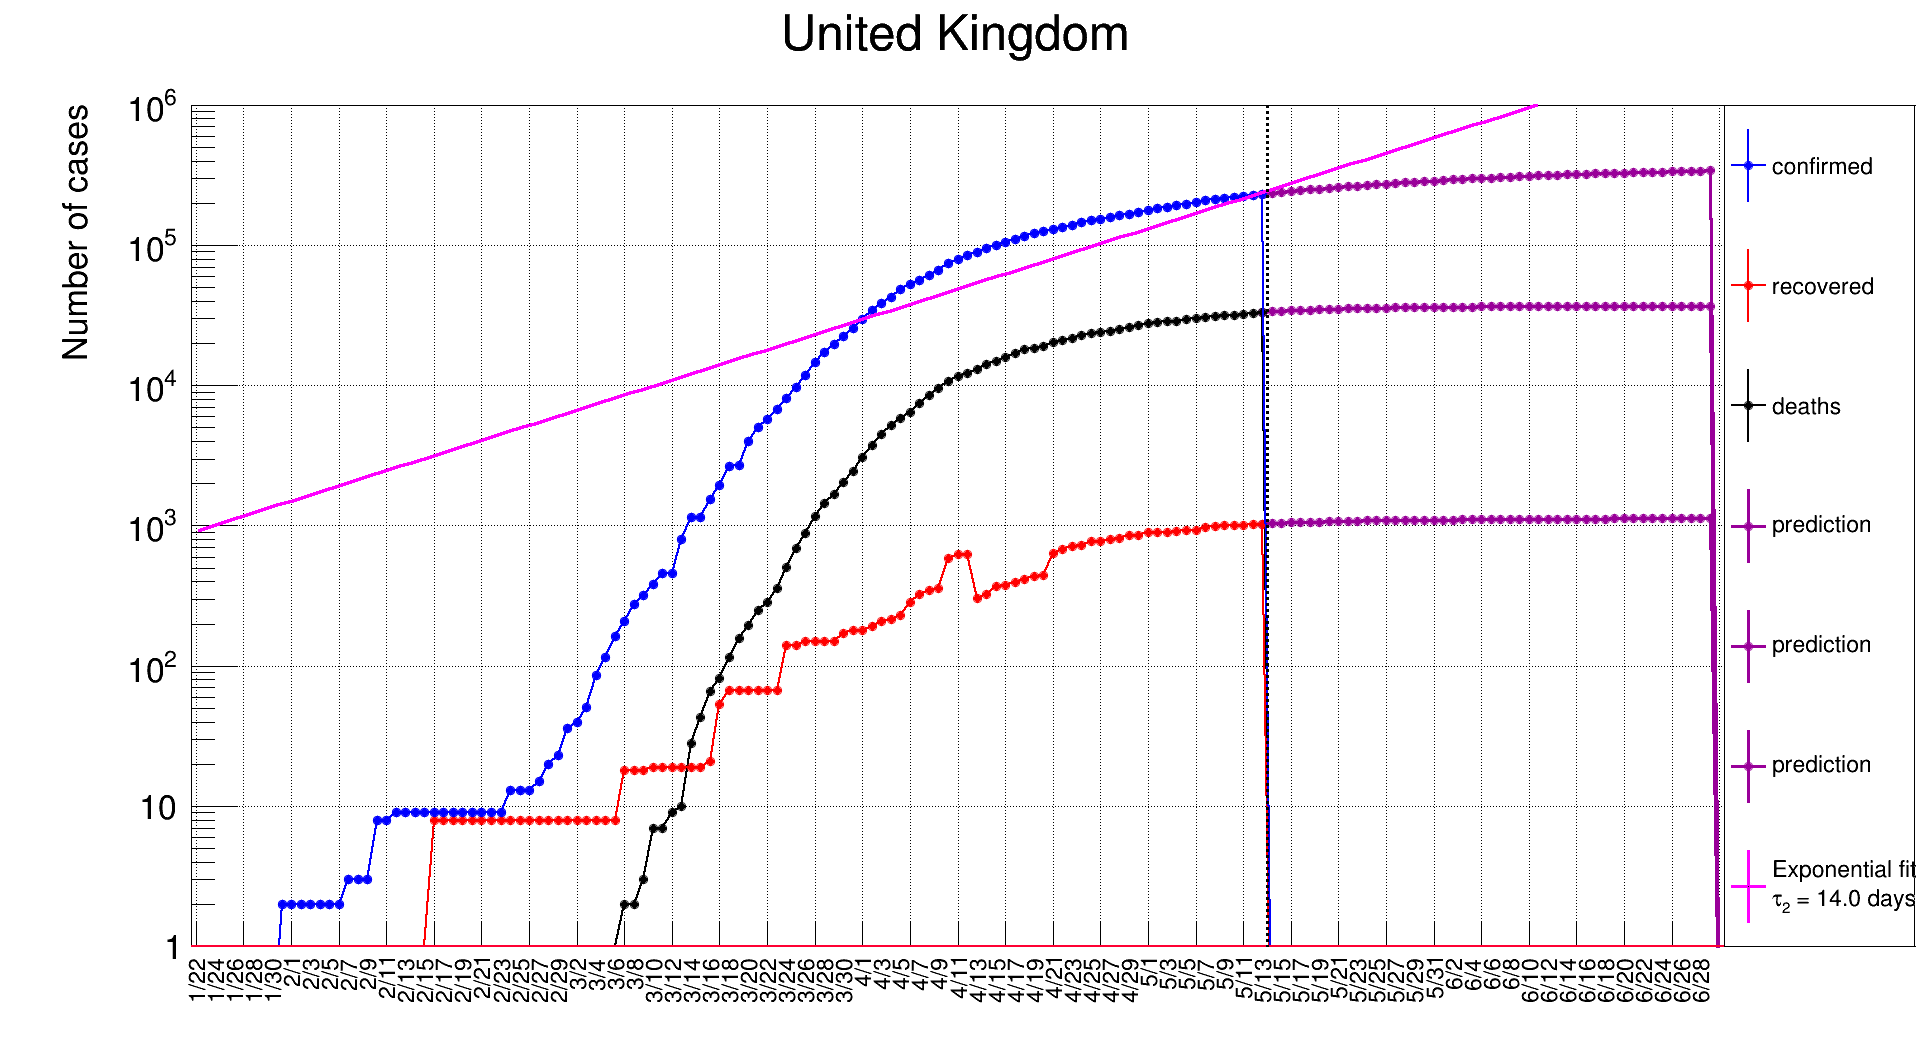 United Kingdom
Number of cases
10^6
10^5
10^4
10^3
10^2
10
1
1/22 1/24 1/26 1/28 1/30 2/1 2/3 2/5 2/7 2/9 2/11 2/13 2/15 2/17 2/19 2/21 2/23 2/25 2/27 2/29 3/2 3/4 3/6 3/8 3/10 3/12 3/14 3/16 3/18 3/20 3/22 3/24 3/26 3/28 3/30 4/1 4/3 4/5 4/7 4/9 4/11 4/13 4/15 4/17 4/19 4/21 4/23 4/25 4/27 4/29 5/1 5/3 5/5 5/7 5/9 5/11 5/13 5/15 5/17 5/19 5/21 5/23 5/25 5/27 5/29 5/31 6/2 6/4 6/6 6/8 6/10 6/12 6/14 6/16 6/18 6/20 6/22 6/24 6/26 6/28
confirmed
recovered
deaths
prediction
prediction
prediction
Exponential fit
τ₂ = 14.0 days